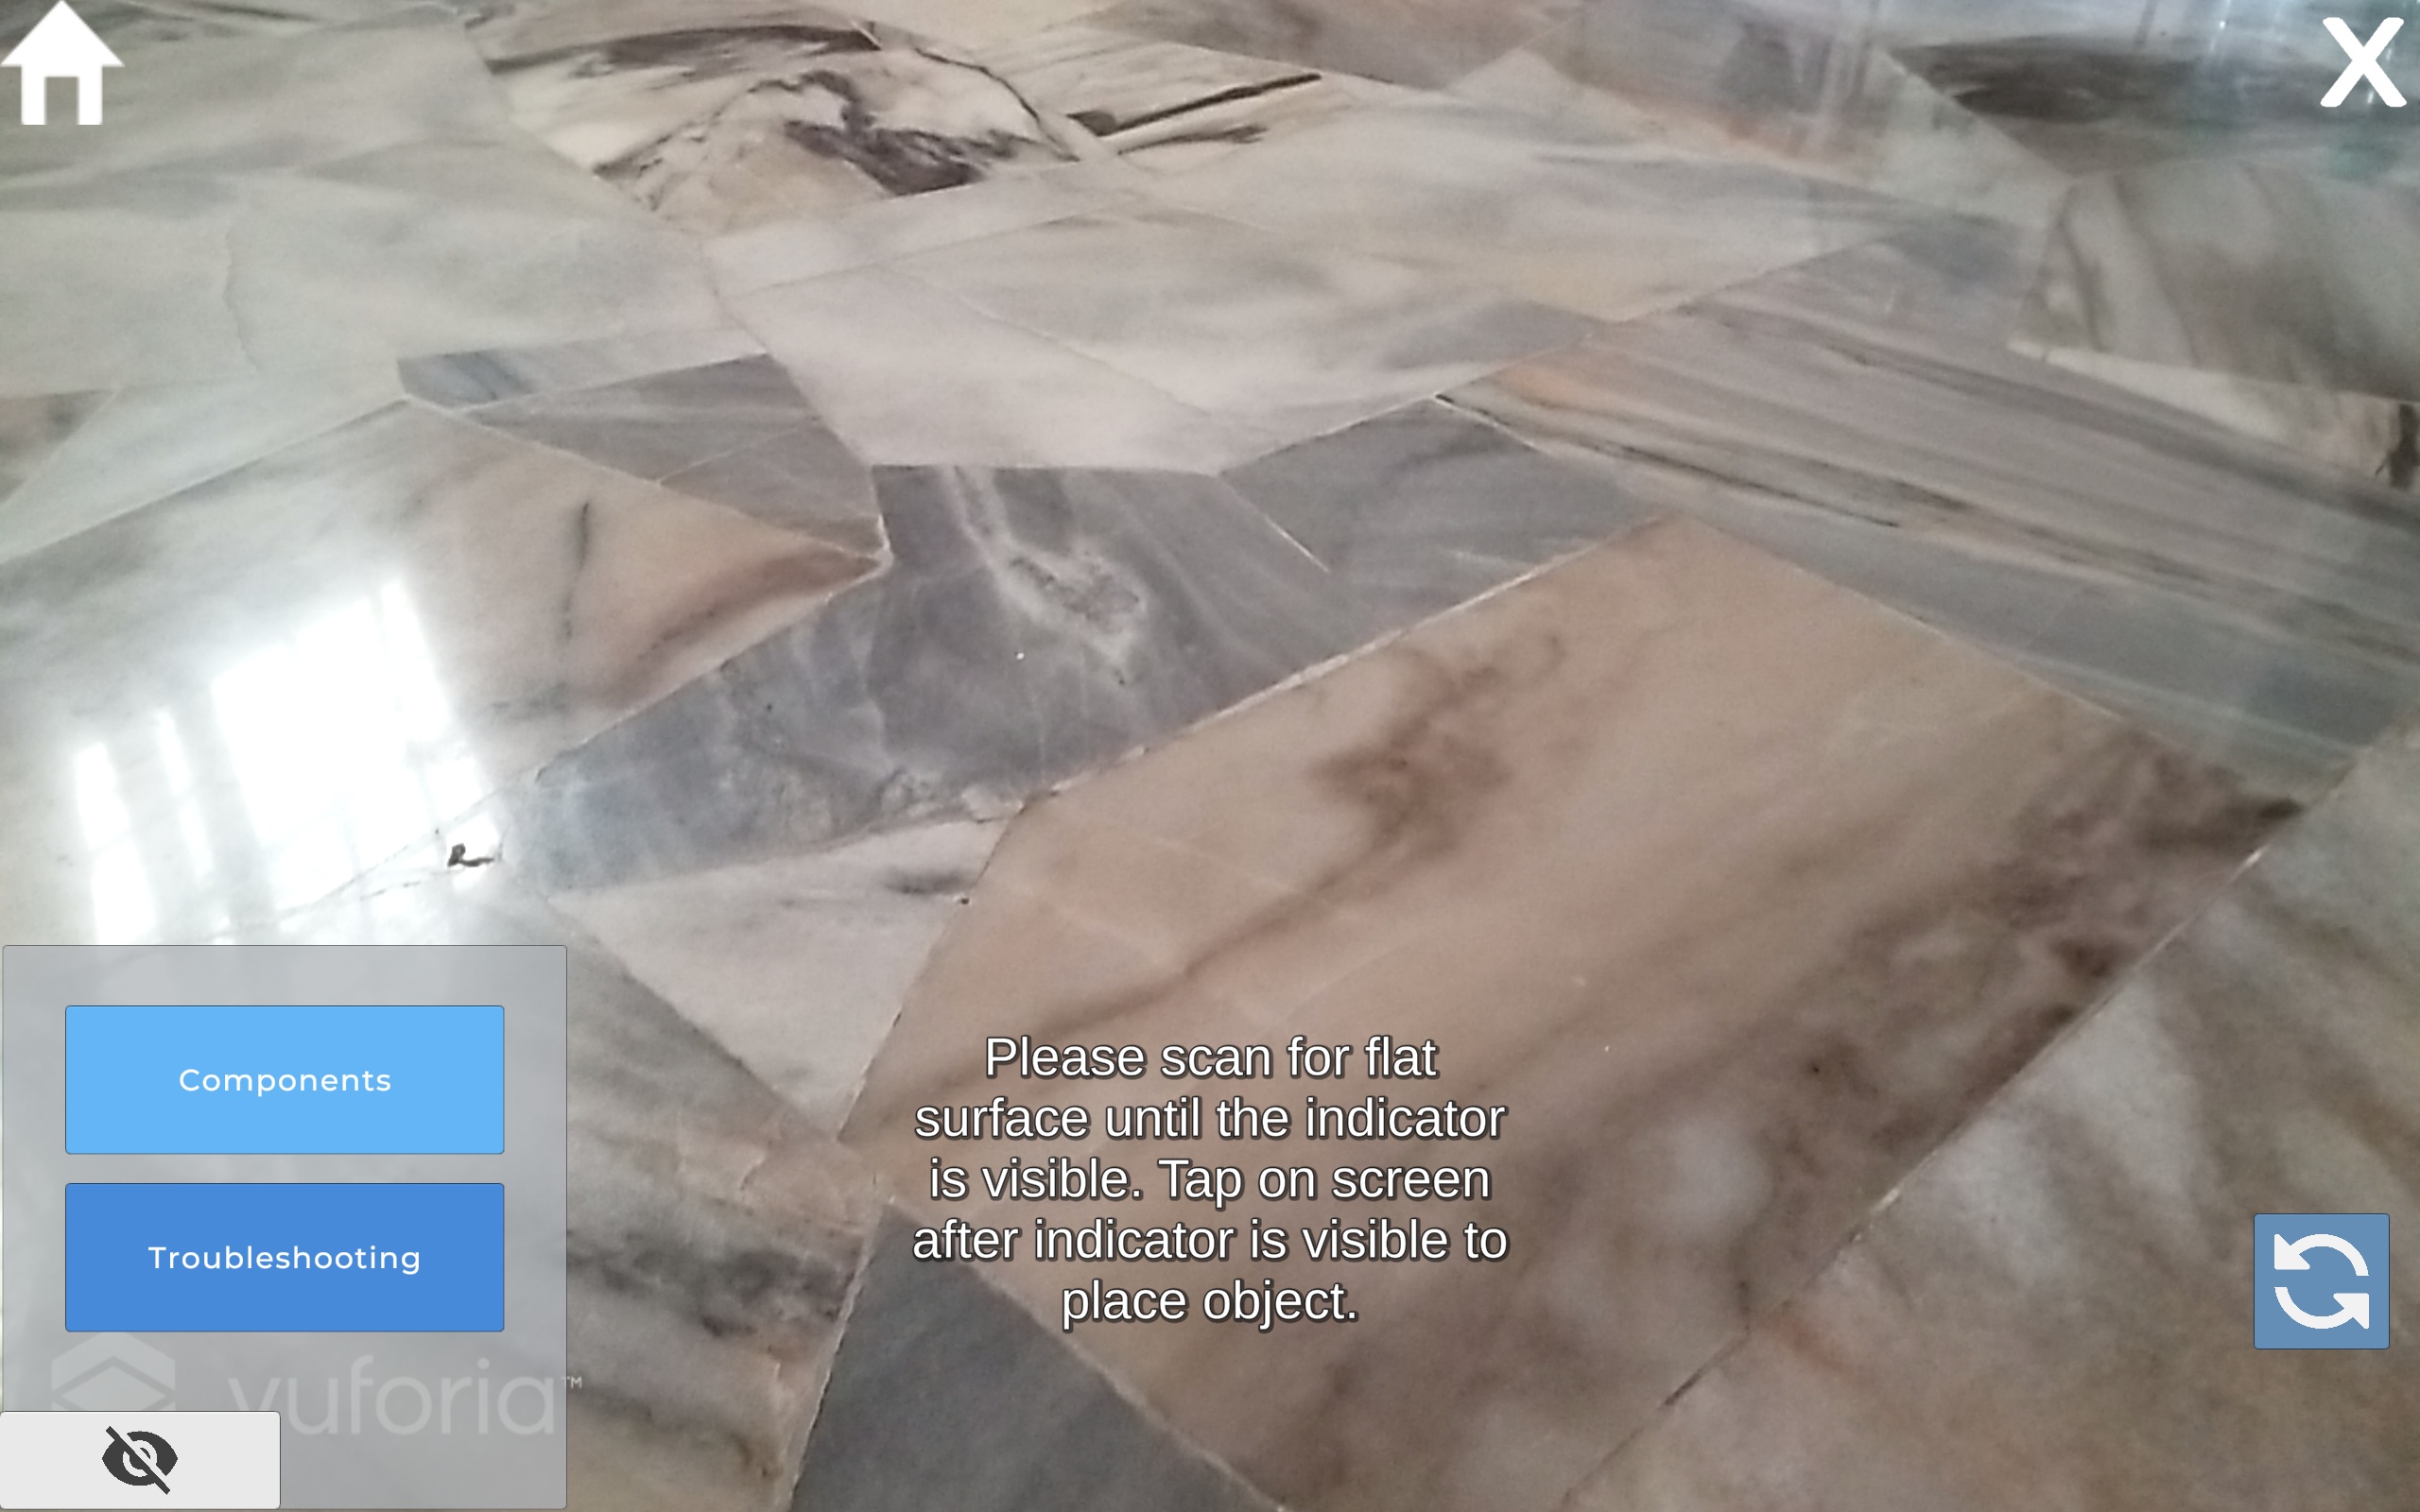 X
Components
Troubleshooting
Please scan for flat
surface until the indicator
is visible. Tap on screen
after indicator is visible to
place object.
vuforia™